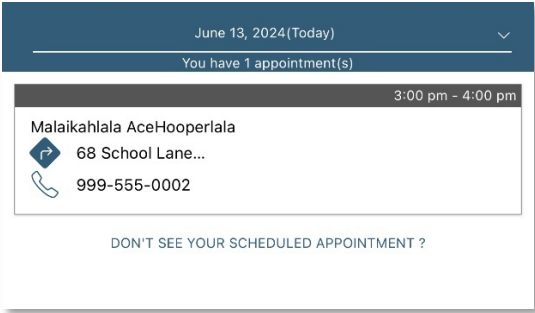 June 13, 2024(Today)
You have 1 appointment(s)
3:00 pm - 4:00 pm
Malaikahlala AceHooperlala
68 School Lane...
999-555-0002
DON'T SEE YOUR SCHEDULED APPOINTMENT ?